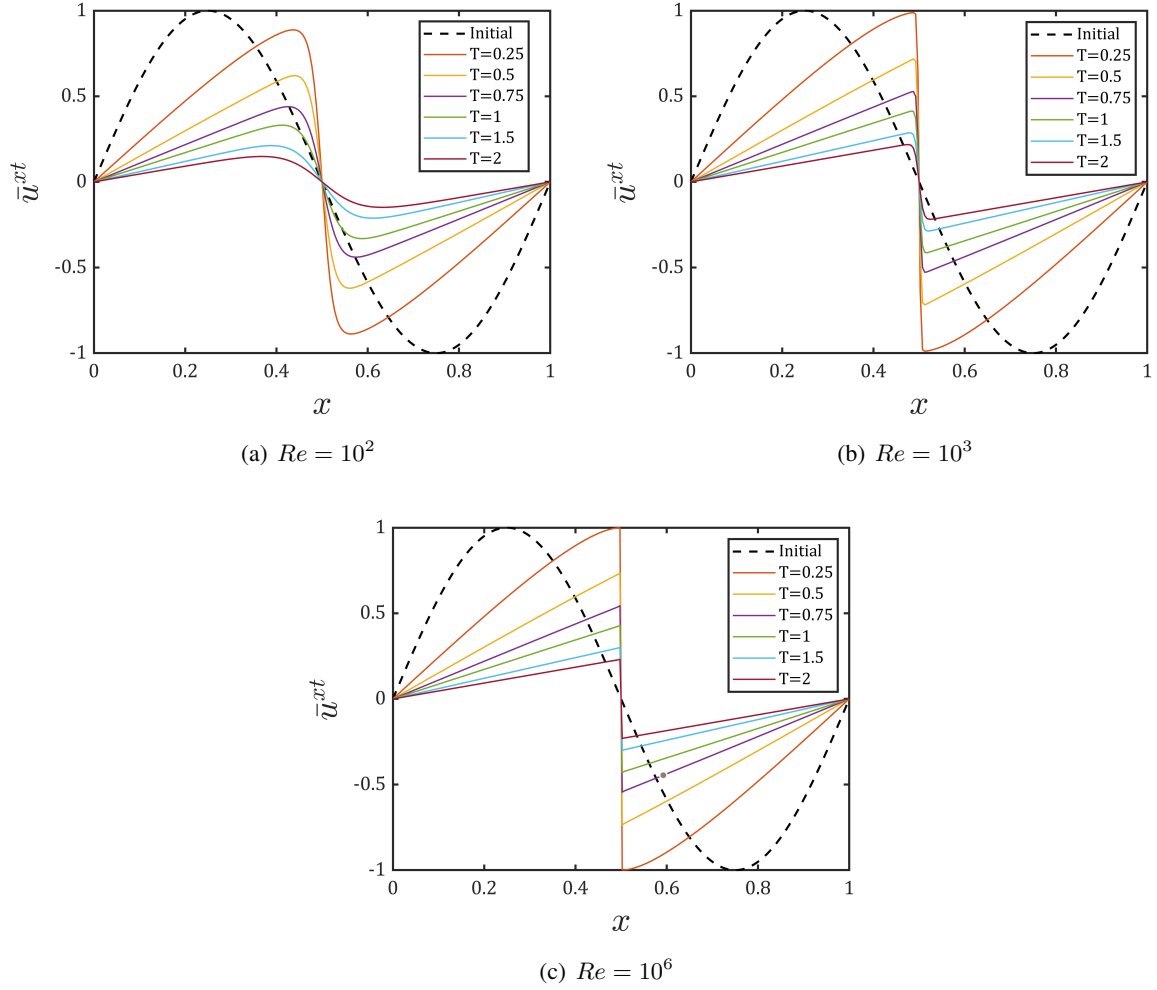 1
0.5
0
-0.5
-1
0 0.2 0.4 0.6 0.8 1
x
ū^{xt}
Initial
T=0.25
T=0.5
T=0.75
T=1
T=1.5
T=2
(a) Re = 10^2
1
0.5
0
-0.5
-1
0 0.2 0.4 0.6 0.8 1
x
ū^{xt}
Initial
T=0.25
T=0.5
T=0.75
T=1
T=1.5
T=2
(b) Re = 10^3
1
0.5
0
-0.5
-1
0 0.2 0.4 0.6 0.8 1
x
ū^{xt}
Initial
T=0.25
T=0.5
T=0.75
T=1
T=1.5
T=2
(c) Re = 10^6